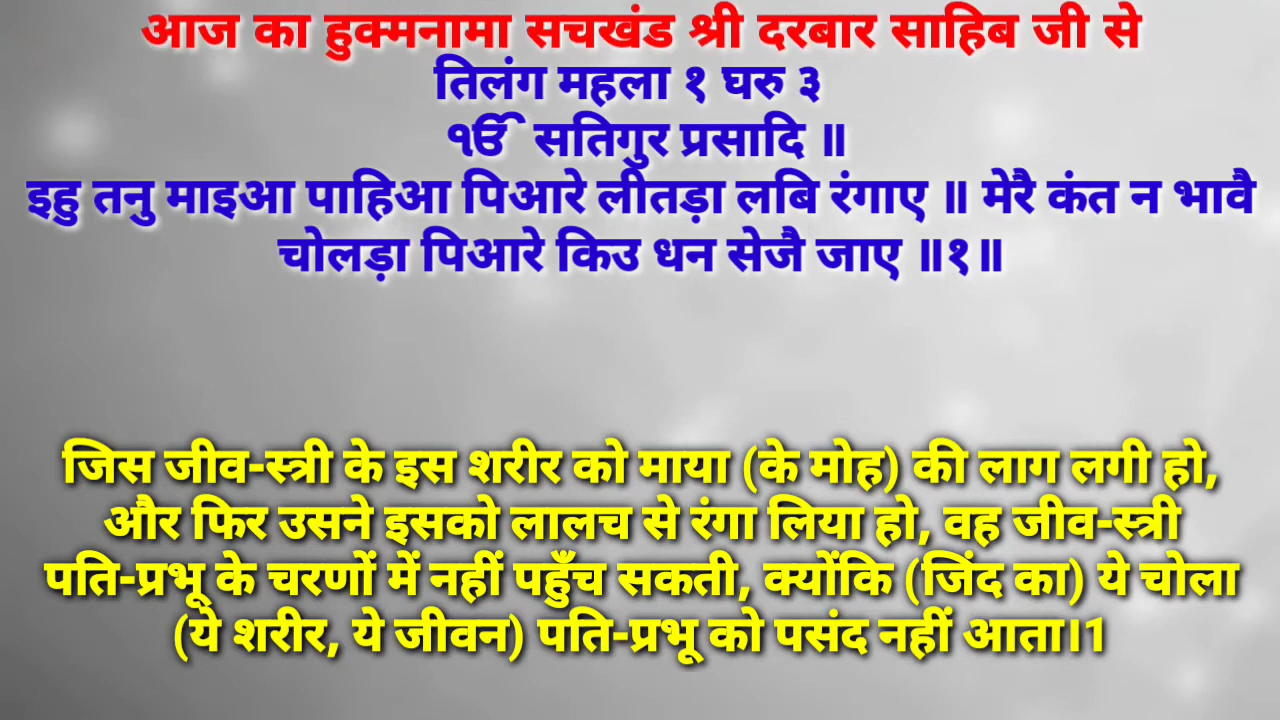 आज का हुक्मनामा सचखंड श्री दरबार साहिब जी से
तिलंग महला १ घरु ३
ੴ सतिगुर प्रसादि ॥
इहु तनु माइआ पाहिआ पिआरे लीतड़ा लबि रंगाए ॥ मेरै कंत न भावै
चोलड़ा पिआरे किउ धन सेजै जाए ॥१॥
जिस जीव-स्त्री के इस शरीर को माया (के मोह) की लाग लगी हो,
और फिर उसने इसको लालच से रंगा लिया हो, वह जीव-स्त्री
पति-प्रभू के चरणों में नहीं पहुँच सकती, क्योंकि (जिंद का) ये चोला
(ये शरीर, ये जीवन) पति-प्रभू को पसंद नहीं आता।1